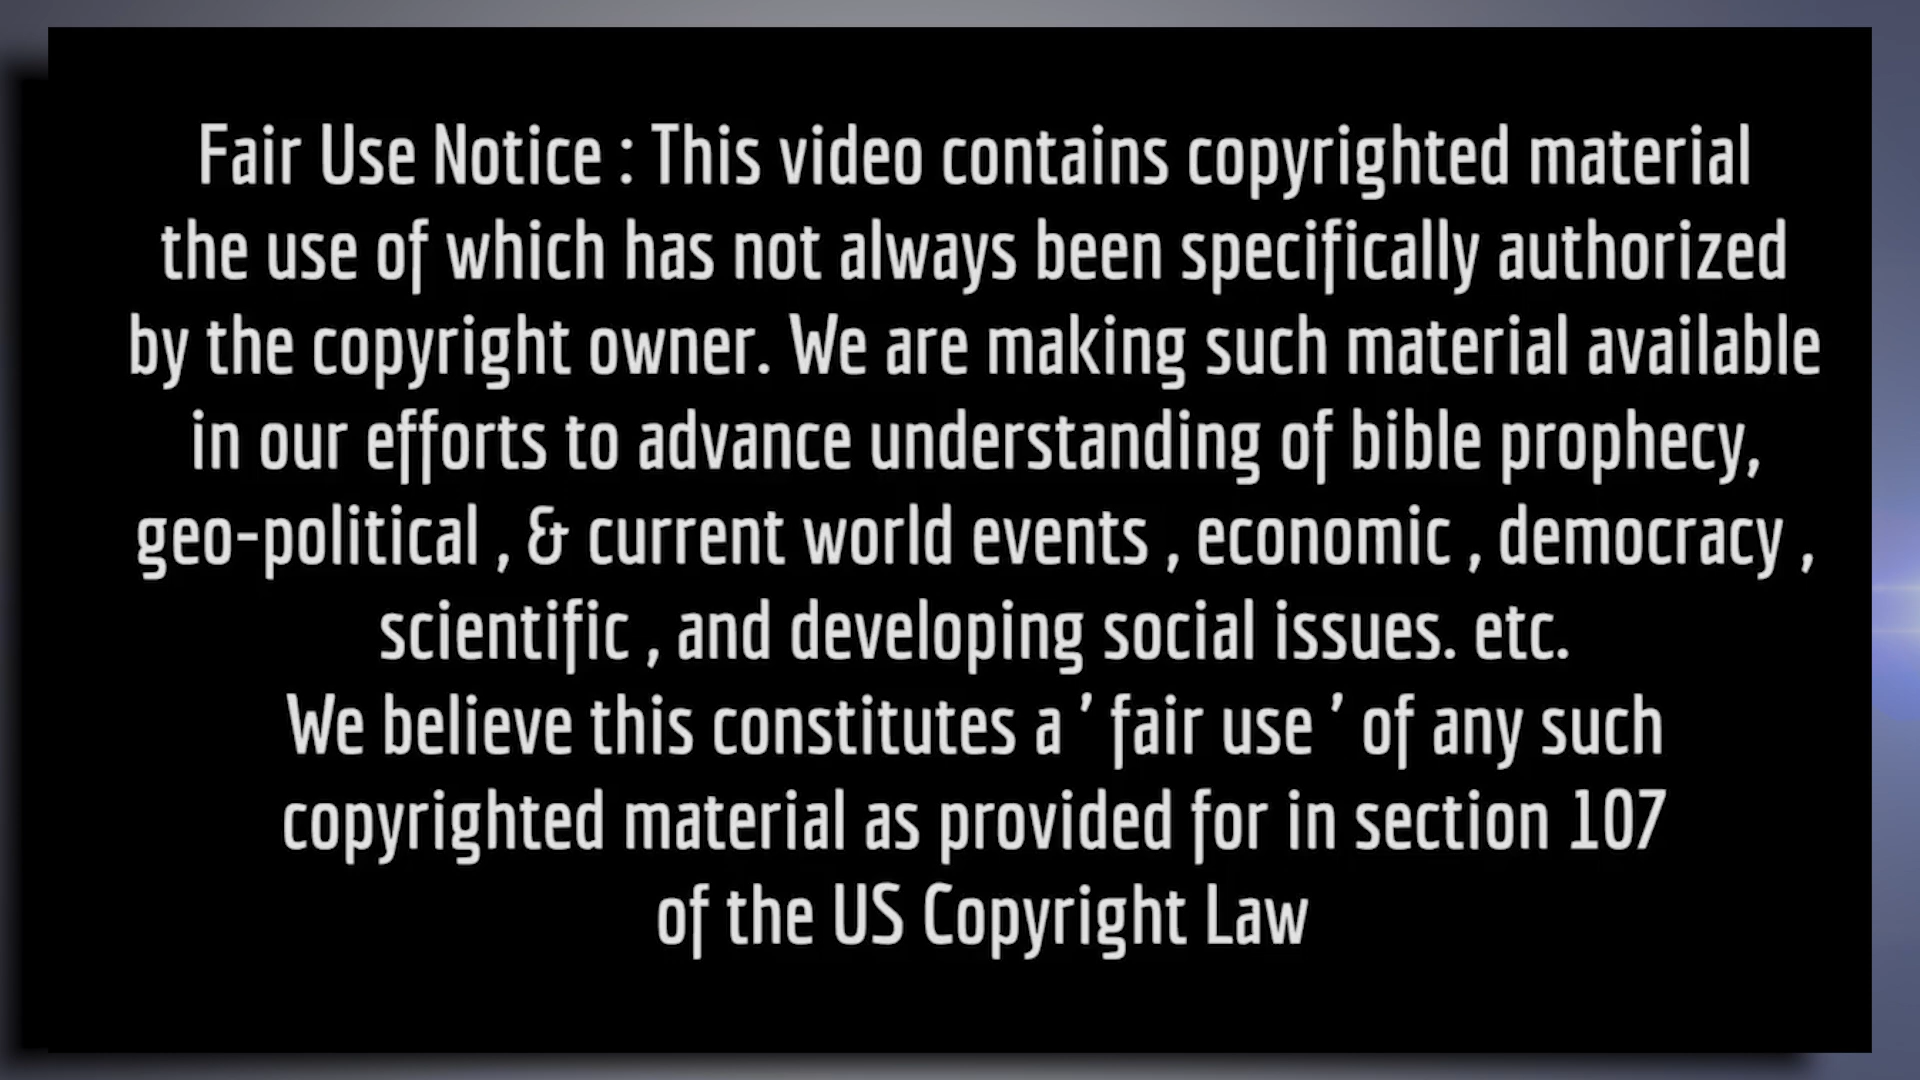 Fair Use Notice : This video contains copyrighted material
the use of which has not always been specifically authorized
by the copyright owner. We are making such material available
in our efforts to advance understanding of bible prophecy,
geo-political , & current world events , economic , democracy ,
scientific , and developing social issues. etc.
We believe this constitutes a ’ fair use ’ of any such
copyrighted material as provided for in section 107
of the US Copyright Law